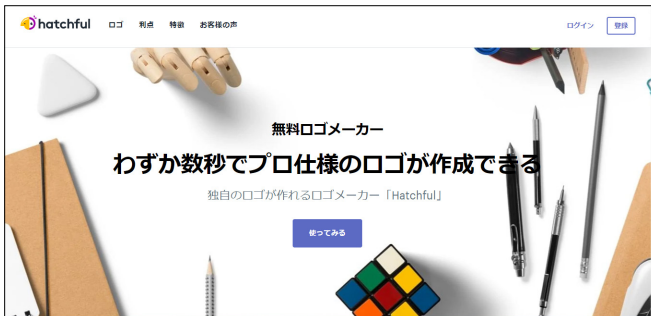 hatchful ロゴ 利点 特徴 お客様の声 ログイン 登録
無料ロゴメーカー
わずか数秒でプロ仕様のロゴが作成できる
独自のロゴが作れるロゴメーカー「Hatchful」
使ってみる